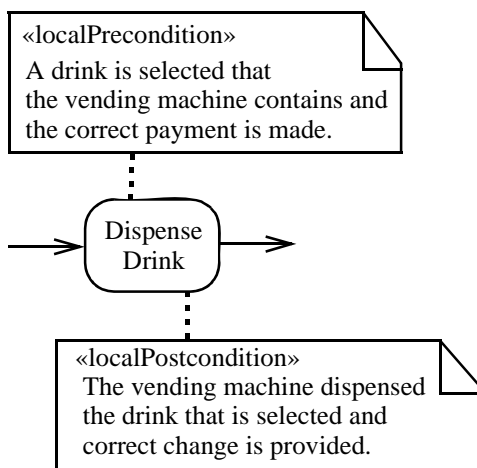 «localPrecondition»
A drink is selected that
the vending machine contains and
the correct payment is made.
Dispense
Drink
«localPostcondition»
The vending machine dispensed
the drink that is selected and
correct change is provided.